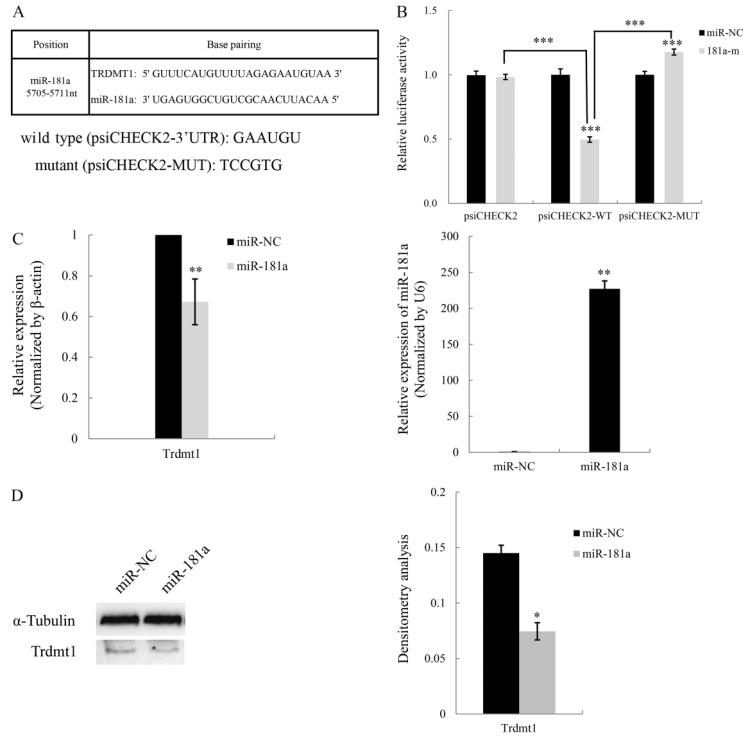 A
Position Base pairing
miR-181a
5705-5711nt
TRDMT1: 5' GUUUCAUGUUUUAGAGAAUGUAA 3'
miR-181a: 3' UGAGUGGCUGUCGCAACUUACAA 5'
wild type (psiCHECK2-3'UTR): GAAUGU
mutant (psiCHECK2-MUT): TCCGTG
B
Relative luciferase activity
1.5
1.0
0.5
0.0
***
***
***
***
miR-NC
181a-m
psiCHECK2 psiCHECK2-WT psiCHECK2-MUT
C
Relative expression
(Normalized by β-actin)
1
0.8
0.6
0.4
0.2
0
**
miR-NC
miR-181a
Trdmt1
Relative expression of miR-181a
(Normalized by U6)
300
250
200
150
100
50
0
**
miR-NC miR-181a
D
miR-NC
miR-181a
α-Tubulin
Trdmt1
Densitometry analysis
0.2
0.15
0.1
0.05
0
*
miR-NC
miR-181a
Trdmt1